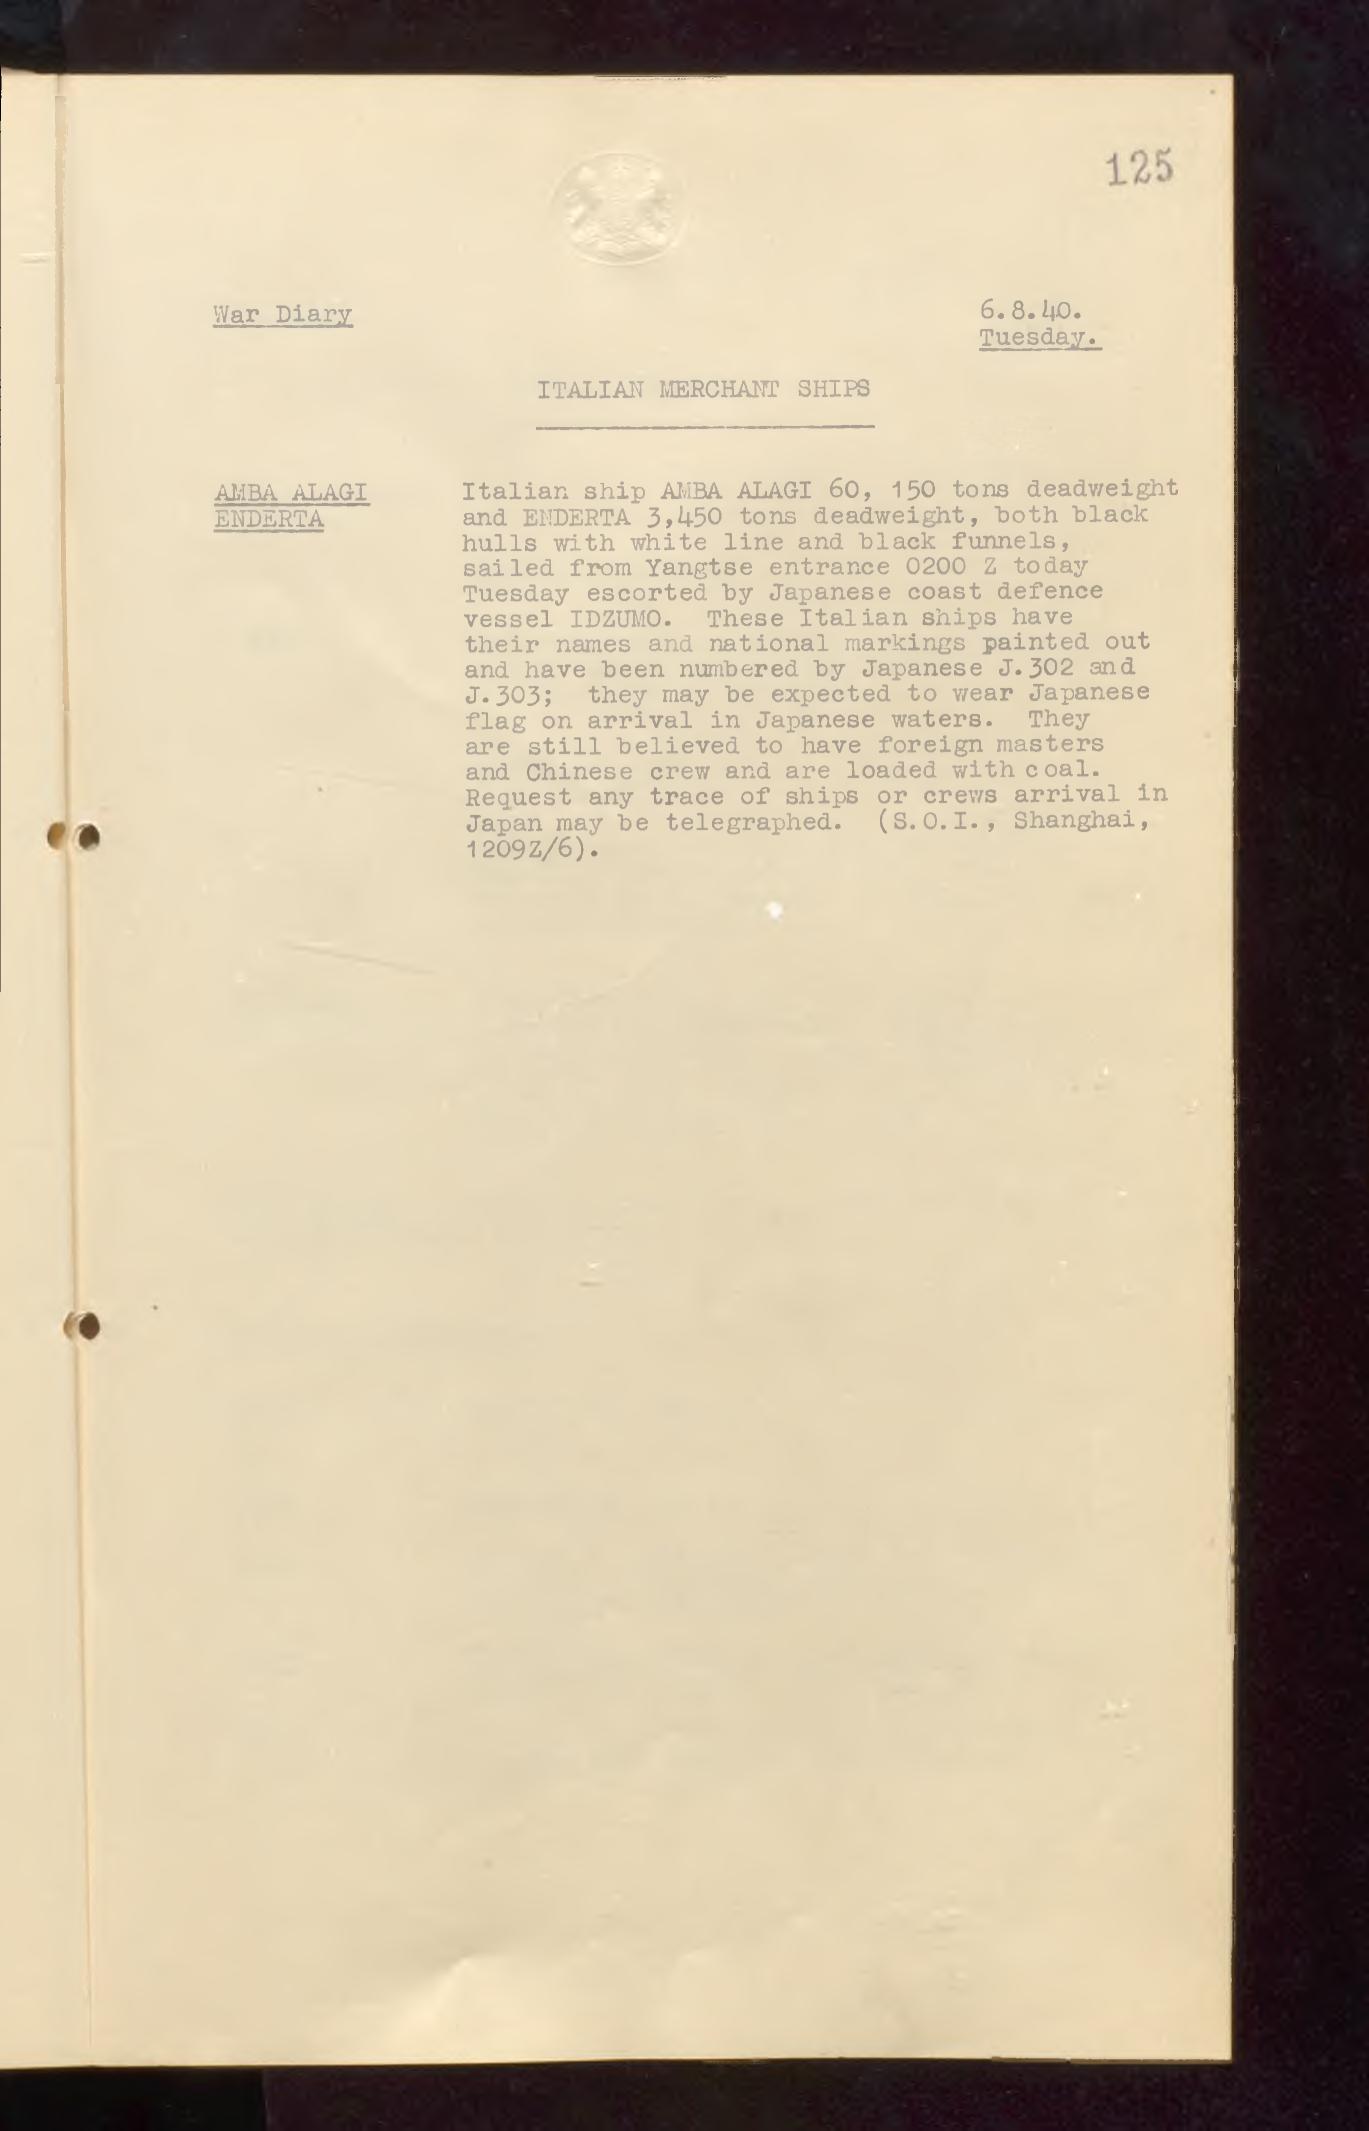 125
War Diary
6.8.40.
Tuesday.
ITALIAN MERCHANT SHIPS
AMBA ALAGI
ENDERTA
Italian ship AMBA ALAGI 60, 150 tons deadweight
and ENDERTA 3,450 tons deadweight, both black
hulls with white line and black funnels,
sailed from Yangtse entrance 0200 Z today
Tuesday escorted by Japanese coast defence
vessel IDZUMO. These Italian ships have
their names and national markings painted out
and have been numbered by Japanese J.302 and
J.303; they may be expected to wear Japanese
flag on arrival in Japanese waters. They
are still believed to have foreign masters
and Chinese crew and are loaded with coal.
Request any trace of ships or crews arrival in
Japan may be telegraphed. (S.O.I., Shanghai,
1209Z/6).